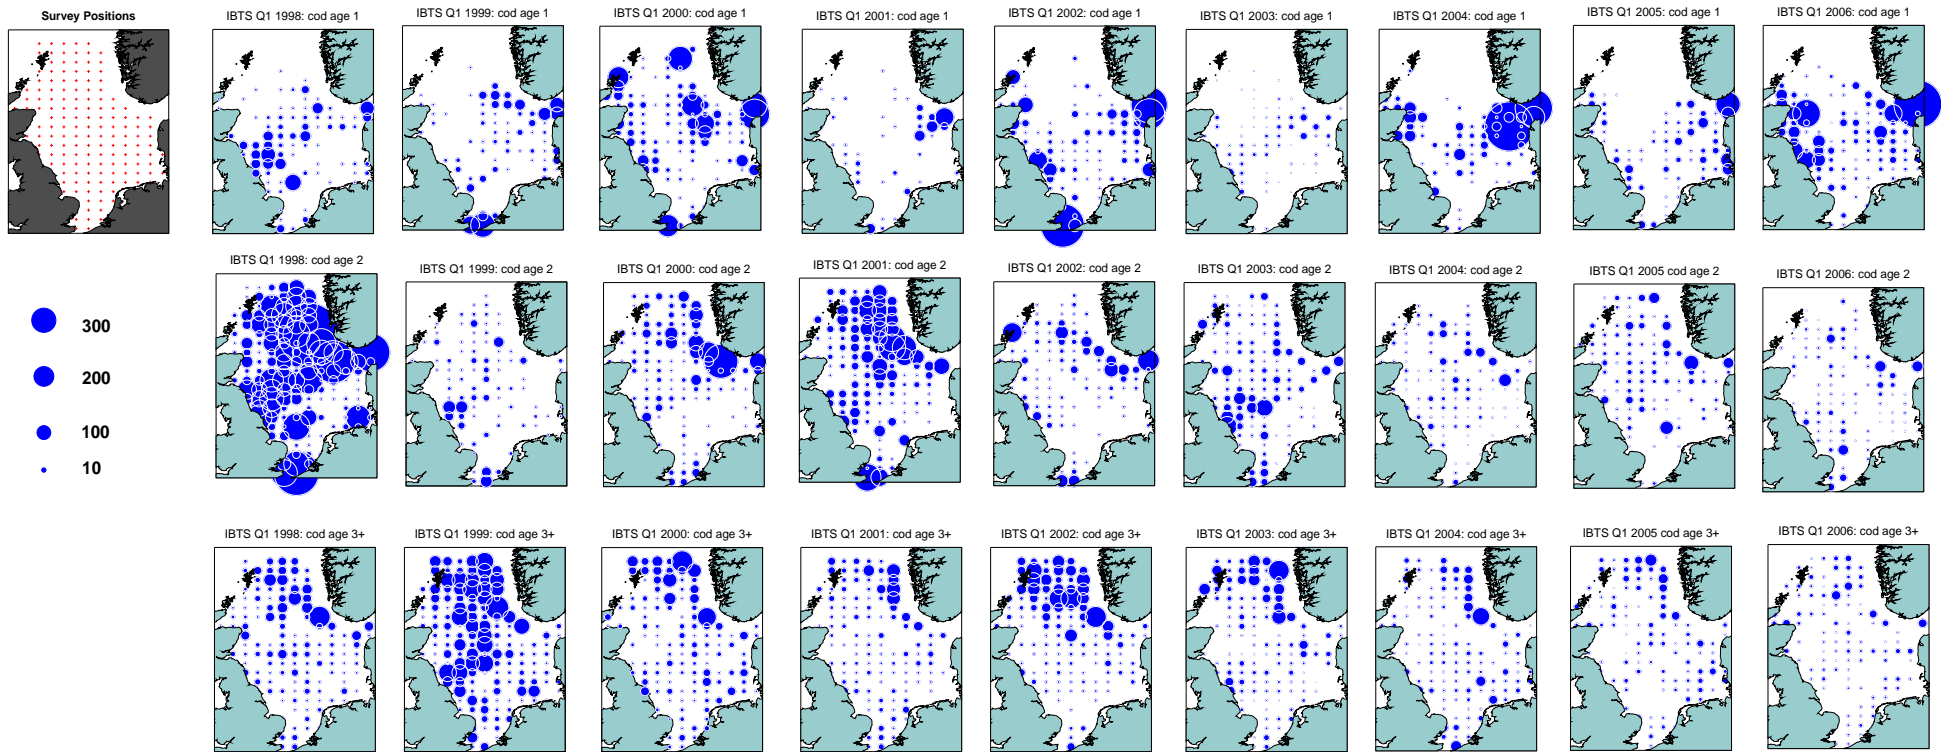 Survey Positions
IBTS Q1 1998: cod age 1
IBTS Q1 1999: cod age 1
IBTS Q1 2000: cod age 1
IBTS Q1 2001: cod age 1
IBTS Q1 2002: cod age 1
IBTS Q1 2003: cod age 1
IBTS Q1 2004: cod age 1
IBTS Q1 2005: cod age 1
IBTS Q1 2006: cod age 1
IBTS Q1 1998: cod age 2
IBTS Q1 1999: cod age 2
IBTS Q1 2000: cod age 2
IBTS Q1 2001: cod age 2
IBTS Q1 2002: cod age 2
IBTS Q1 2003: cod age 2
IBTS Q1 2004: cod age 2
IBTS Q1 2005 cod age 2
IBTS Q1 2006: cod age 2
300
200
100
10
IBTS Q1 1998: cod age 3+
IBTS Q1 1999: cod age 3+
IBTS Q1 2000: cod age 3+
IBTS Q1 2001: cod age 3+
IBTS Q1 2002: cod age 3+
IBTS Q1 2003: cod age 3+
IBTS Q1 2004: cod age 3+
IBTS Q1 2005 cod age 3+
IBTS Q1 2006: cod age 3+